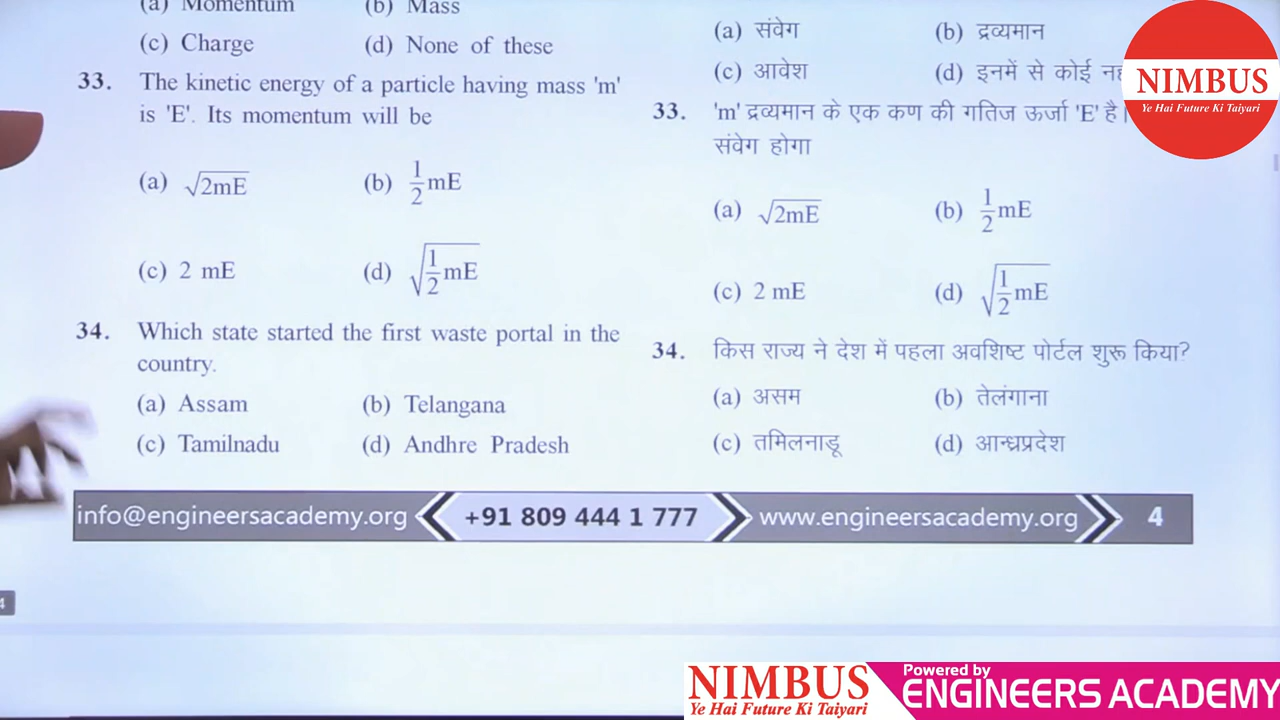 (a) Momentum (b) Mass
(c) Charge (d) None of these
33. The kinetic energy of a particle having mass 'm'
is 'E'. Its momentum will be
(a) √2mE (b) 1/2 mE
(c) 2 mE (d) √1/2 mE
34. Which state started the first waste portal in the
country.
(a) Assam (b) Telangana
(c) Tamilnadu (d) Andhre Pradesh
(a) संवेग (b) द्रव्यमान
(c) आवेश (d) इनमें से कोई
33. 'm' द्रव्यमान के एक कण की गतिज ऊर्जा 'E' है।
संवेग होगा
(a) √2mE (b) 1/2 mE
(c) 2 mE (d) √1/2 mE
34. किस राज्य ने देश में पहला अवशिष्ट पोर्टल शुरू किया?
(a) असम (b) तेलंगाना
(c) तमिलनाडू (d) आन्ध्रप्रदेश
info@engineersacademy.org +91 809 444 1 777 www.engineersacademy.org 4
4
NIMBUS
Ye Hai Future Ki Taiyari
NIMBUS
Ye Hai Future Ki Taiyari
Powered by
ENGINEERS ACADEMY